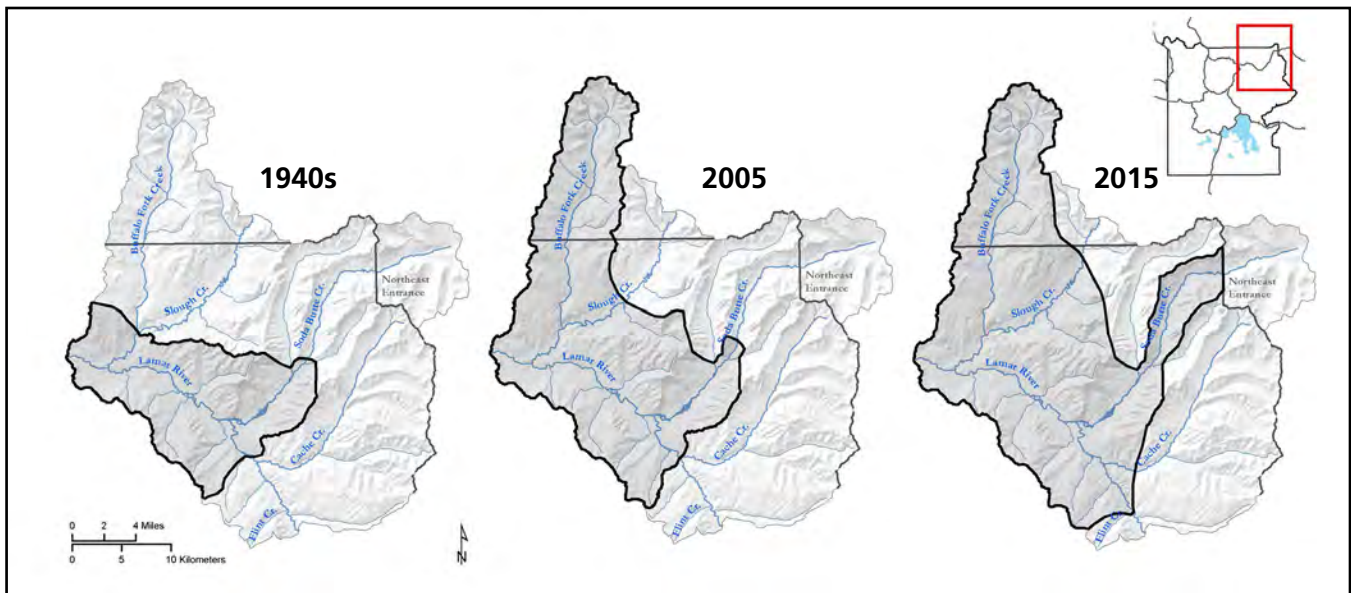 1940s
Buffalo Fork Creek
Slough Cr.
Soda Butte Cr.
Northeast
Entrance
Lamar River
Cache Cr.
Flint Cr.
0 2 4 Miles
0 5 10 Kilometers
N
2005
Buffalo Fork Creek
Slough Cr.
Soda Butte Cr.
Northeast
Entrance
Lamar River
Cache Cr.
Flint Cr.
2015
Buffalo Fork Creek
Slough Cr.
Soda Butte Cr.
Northeast
Entrance
Lamar River
Cache Cr.
Flint Cr.